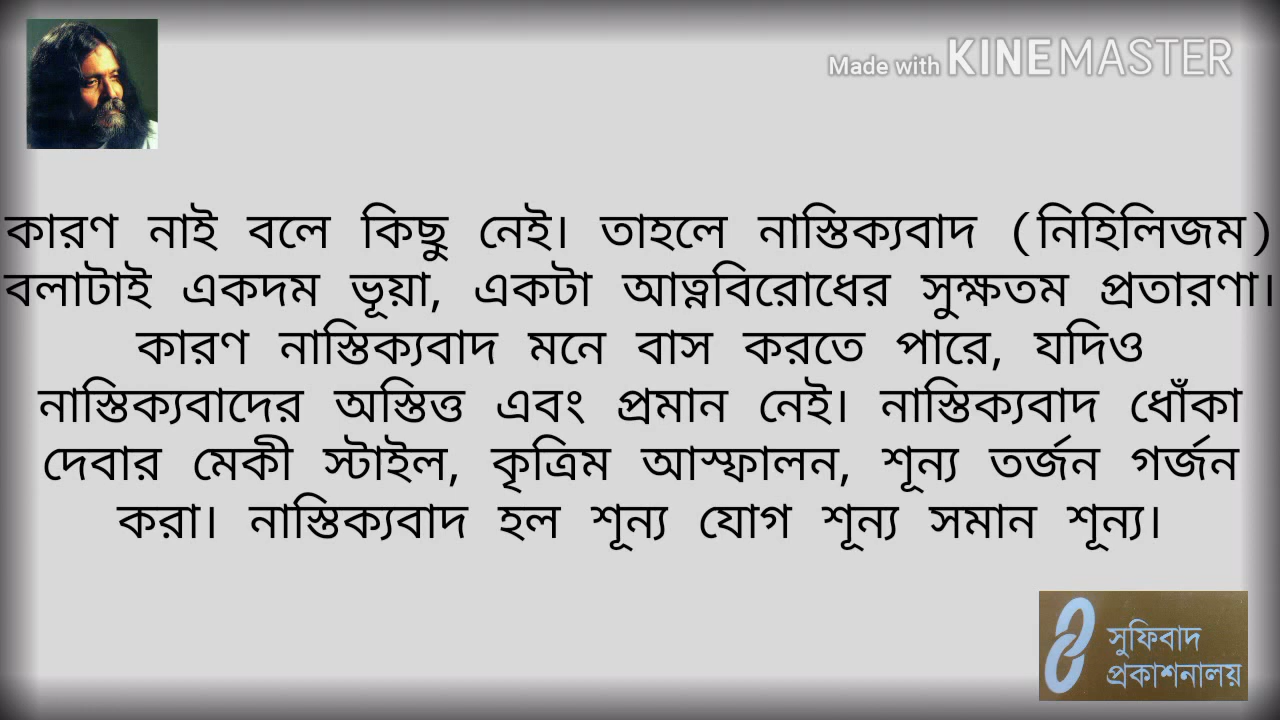 Made with KINEMASTER
কারণ নাই বলে কিছু নেই। তাহলে নাস্তিক্যবাদ (নিহিলিজম)
বলাটাই একদম ভূয়া, একটা আত্নবিরোধের সুক্ষতম প্রতারণা।
কারণ নাস্তিক্যবাদ মনে বাস করতে পারে, যদিও
নাস্তিক্যবাদের অস্তিত্ত এবং প্রমান নেই। নাস্তিক্যবাদ ধোঁকা
দেবার মেকী স্টাইল, কৃত্রিম আস্ফালন, শূন্য তর্জন গর্জন
করা। নাস্তিক্যবাদ হল শূন্য যোগ শূন্য সমান শূন্য।
সুফিবাদ
প্রকাশনালয়